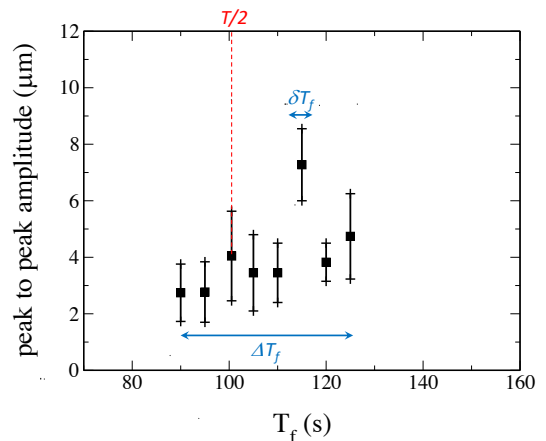 T/2
12
10
8
6
4
2
0
peak to peak amplitude (μm)
δT_f
ΔT_f
80 100 120 140 160
T_f (s)